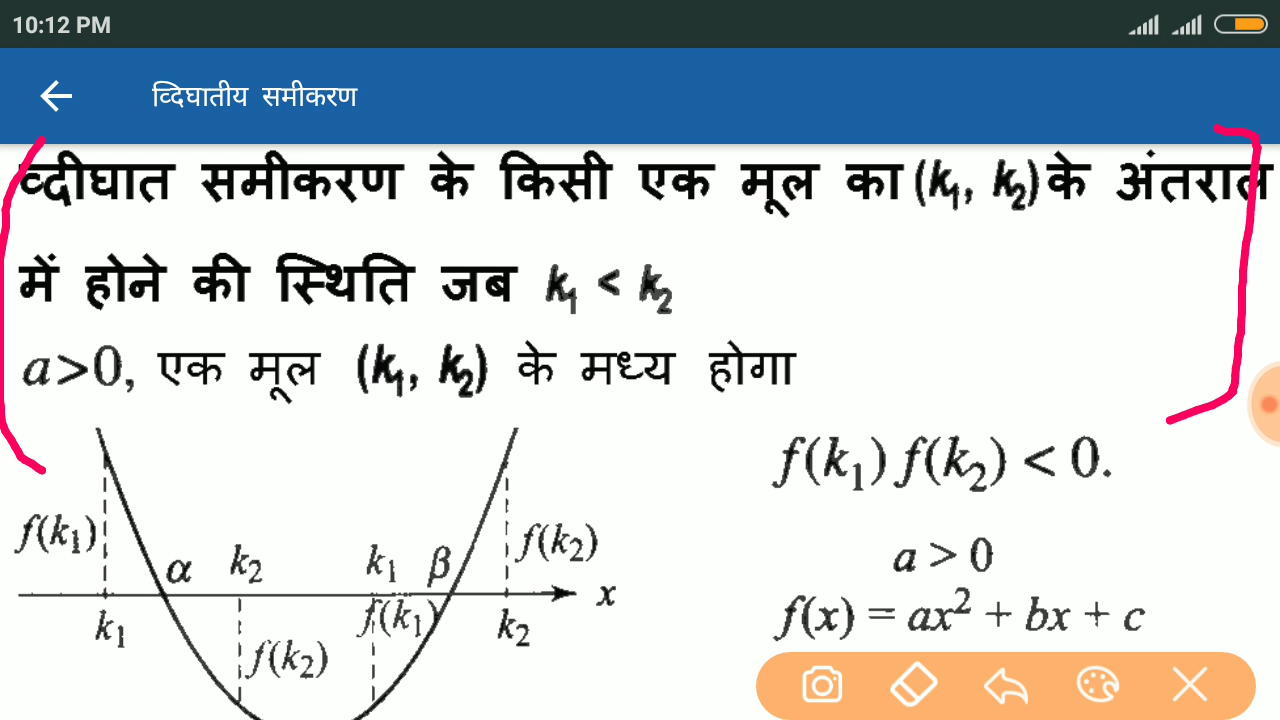 10:12 PM
व्दिघातीय समीकरण
व्दीघात समीकरण के किसी एक मूल का (k₁, k₂) के अंतराल
में होने की स्थिति जब k₁ < k₂
a>0, एक मूल (k₁, k₂) के मध्य होगा
f(k₁) f(k₂) < 0.
f(k₁) α k₂ k₁ β f(k₂)
a > 0
x
k₁ f(k₂) f(k₁) k₂
f(x) = ax² + bx + c